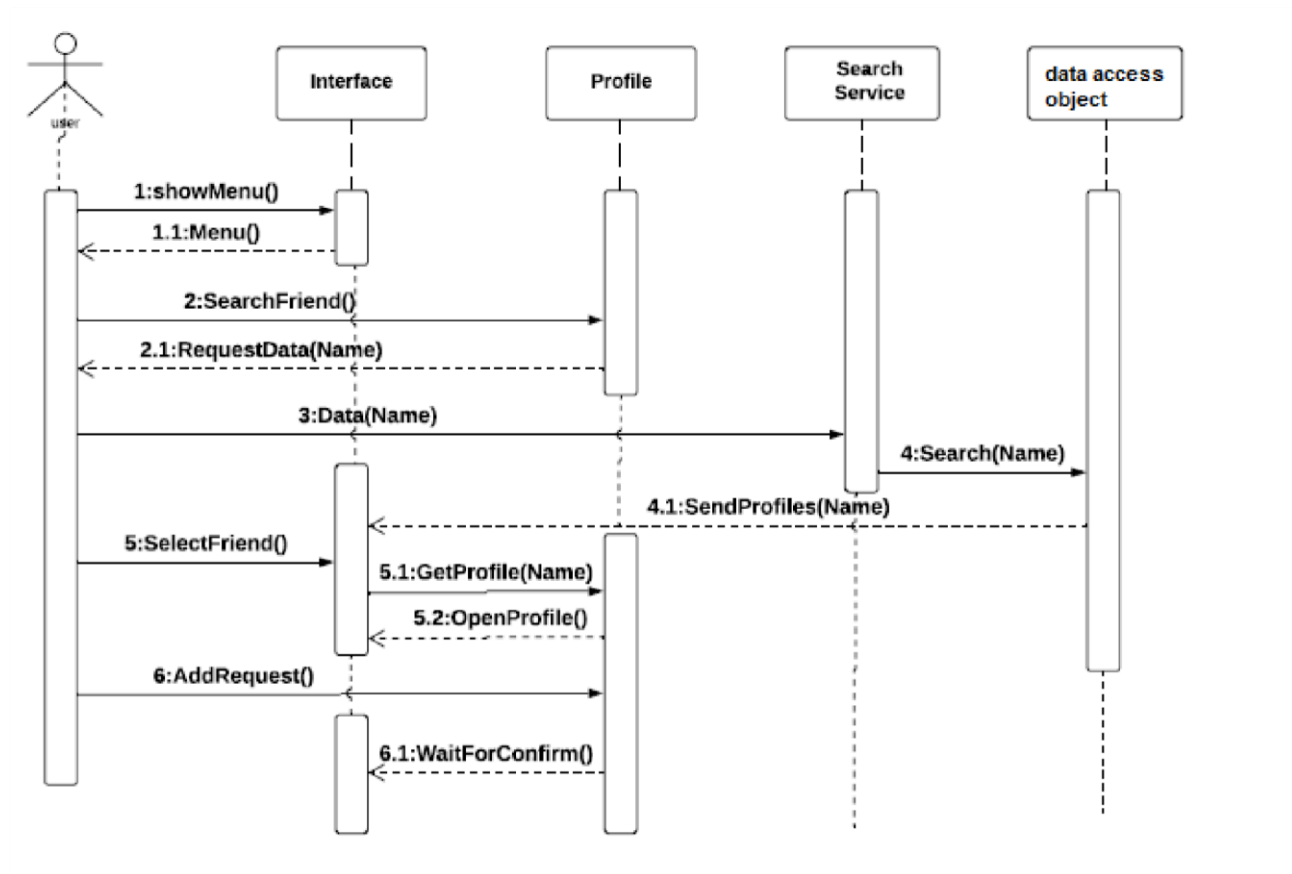 user
Interface
Profile
Search
Service
data access
object
1:showMenu()
1.1:Menu()
2:SearchFriend()
2.1:RequestData(Name)
3:Data(Name)
4:Search(Name)
4.1:SendProfiles(Name)
5:SelectFriend()
5.1:GetProfile(Name)
5.2:OpenProfile()
6:AddRequest()
6.1:WaitForConfirm()